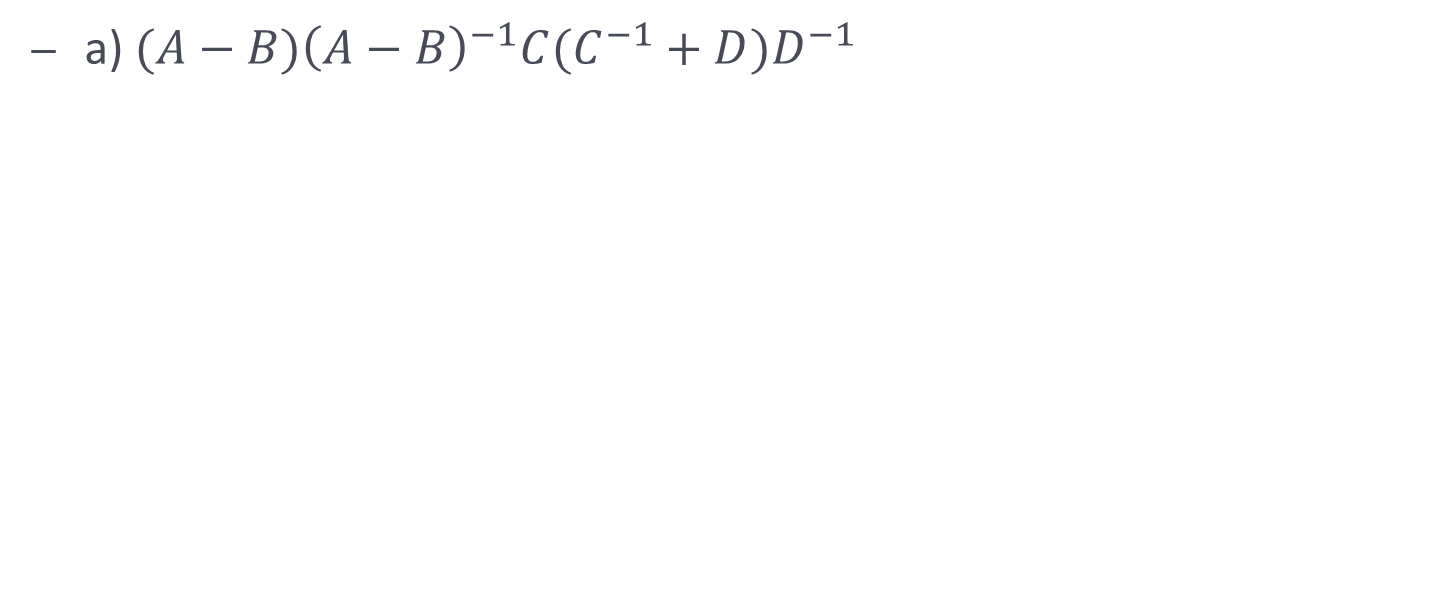 – a) (A − B)(A − B)⁻¹C(C⁻¹ + D)D⁻¹